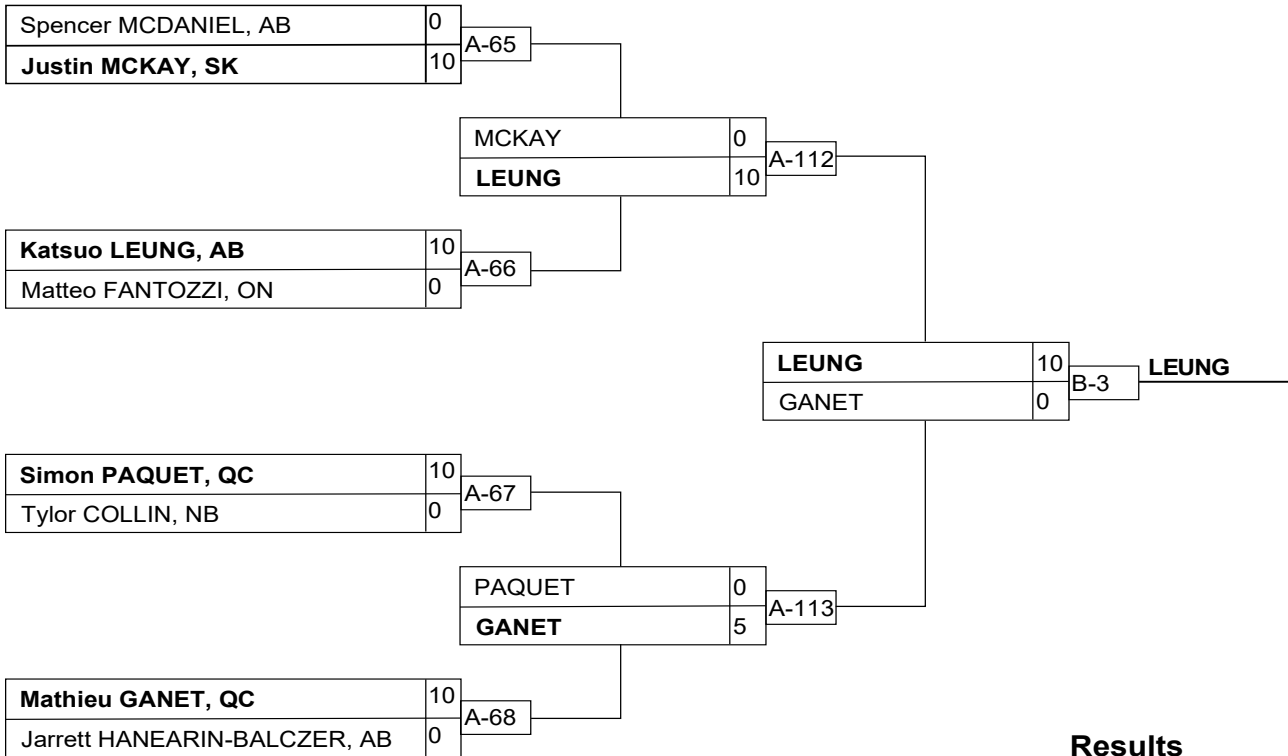 Spencer MCDANIEL, AB 0
A-65
Justin MCKAY, SK 10
MCKAY 0
A-112
LEUNG 10
Katsuo LEUNG, AB 10
A-66
Matteo FANTOZZI, ON 0
LEUNG 10
B-3 LEUNG
GANET 0
Simon PAQUET, QC 10
A-67
Tylor COLLIN, NB 0
PAQUET 0
A-113
GANET 5
Mathieu GANET, QC 10
A-68
Jarrett HANEARIN-BALCZER, AB 0
Results